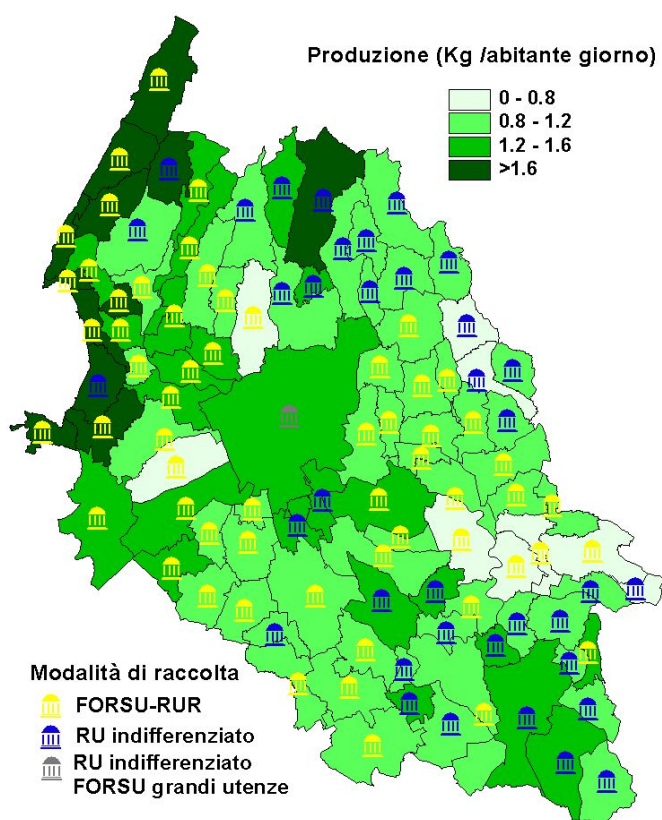 Produzione (Kg /abitante giorno)
0 - 0.8
0.8 - 1.2
1.2 - 1.6
>1.6
Modalità di raccolta
FORSU-RUR
RU indifferenziato
RU indifferenziato
FORSU grandi utenze